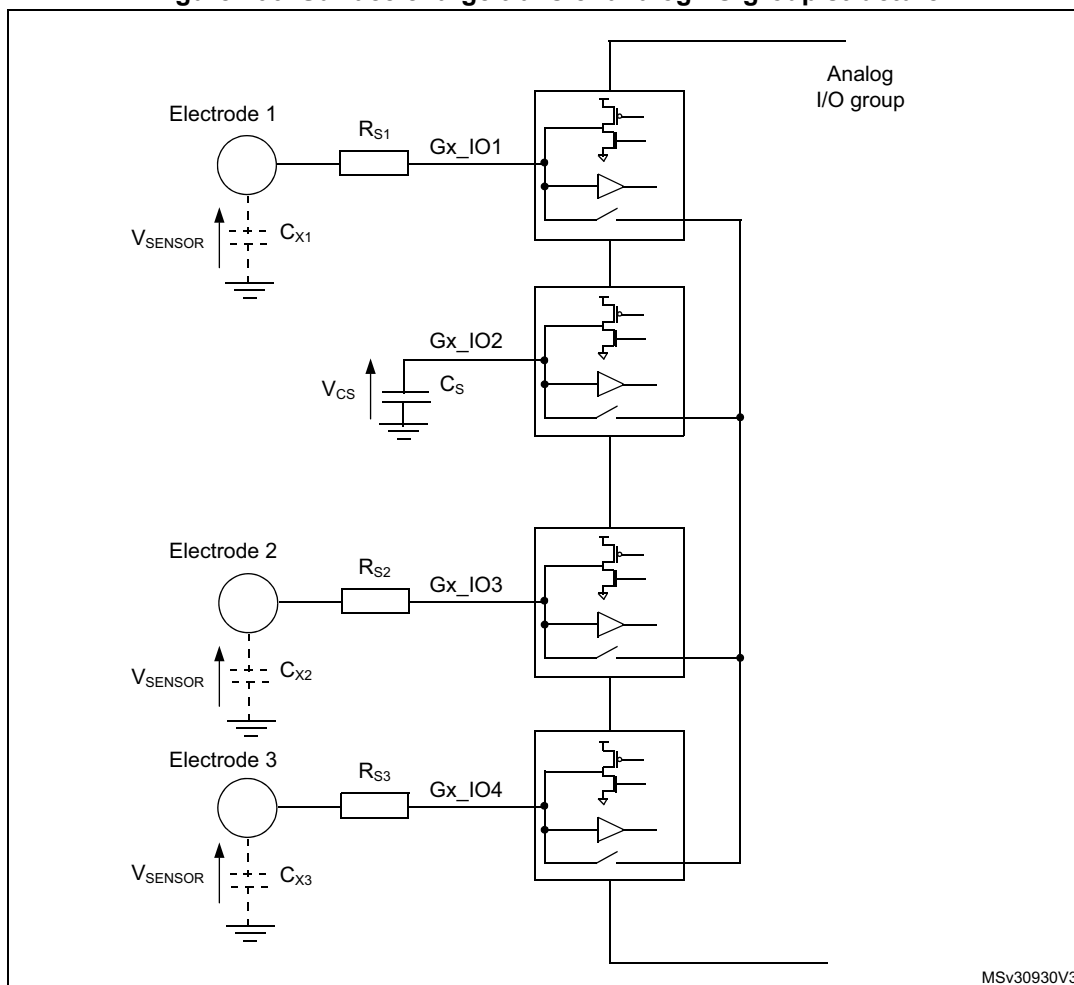 Analog
I/O group
Electrode 1
RS1
Gx_IO1
VSENSOR
CX1
Gx_IO2
VCS
CS
Electrode 2
RS2
Gx_IO3
VSENSOR
CX2
Electrode 3
RS3
Gx_IO4
VSENSOR
CX3
MSv30930V3